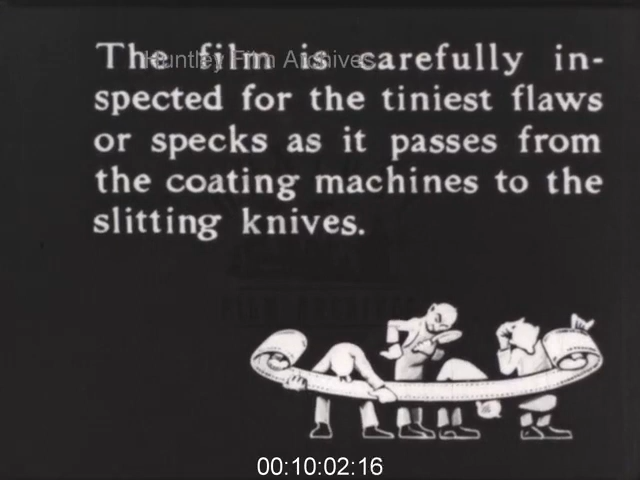 The film is carefully in-
spected for the tiniest flaws
or specks as it passes from
the coating machines to the
slitting knives.
Huntley Film Archives
00:10:02:16